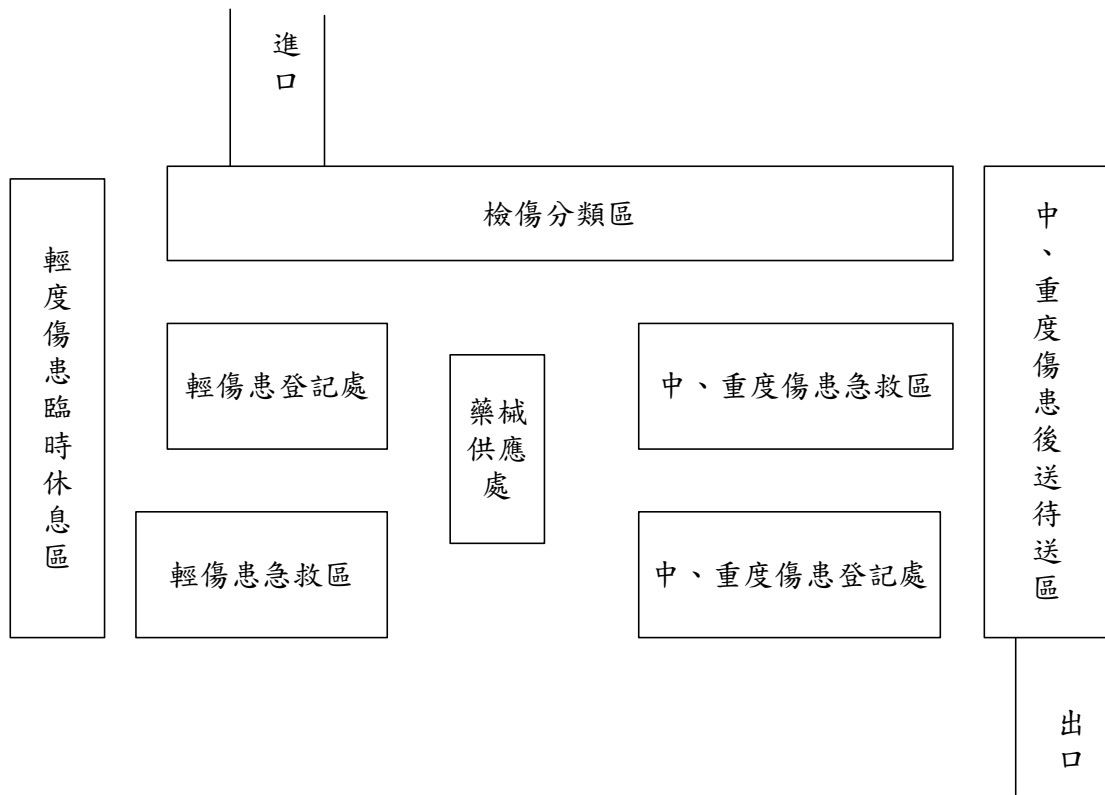 進口
檢傷分類區
輕度傷患臨時休息區
輕傷患登記處
藥械
供應
處
中、重度傷患急救區
中、重度傷患後送待送區
輕傷患急救區
中、重度傷患登記處
出口